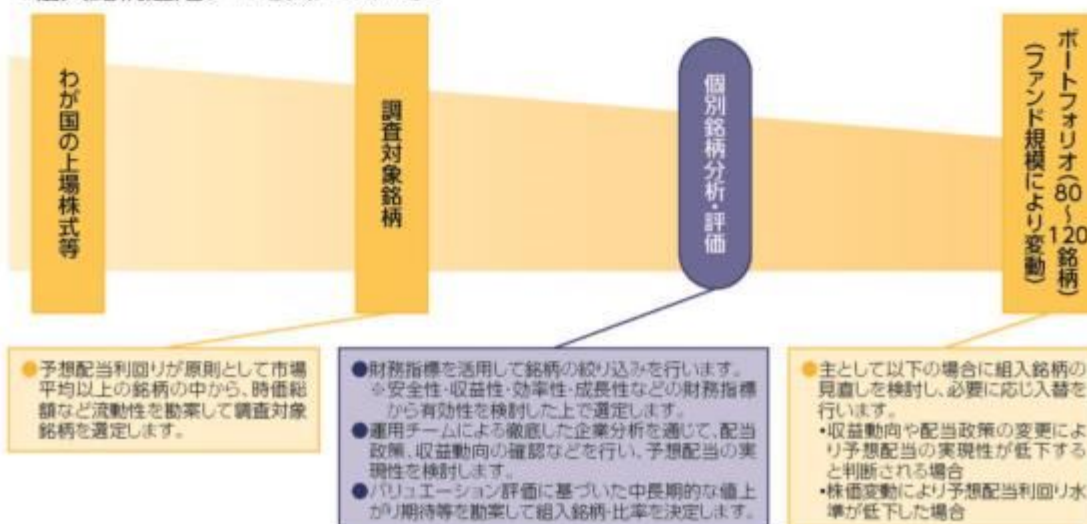 わが国の上場株式等
調査対象銘柄
個別銘柄分析・評価
ポートフォリオ(80〜120銘柄)
(ファンド規模により変動)
●予想配当利回りが原則として市場
平均以上の銘柄の中から、時価総
額など流動性を勘案して調査対象
銘柄を選定します。
●財務指標を活用して銘柄の絞り込みを行います。
※安全性・収益性・効率性・成長性などの財務指標
から有効性を検討した上で選定します。
●運用チームによる徹底した企業分析を通じて、配当
政策、収益動向の確認などを行い、予想配当の実
現性を検討します。
●バリュエーション評価に基づいた中長期的な値上
がり期待等を勘案して組入銘柄・比率を決定します。
●主として以下の場合に組入銘柄の
見直しを検討し、必要に応じ入替を
行います。
・収益動向や配当政策の変更によ
り予想配当の実現性が低下する
と判断される場合
・株価変動により予想配当利回り水
準が低下した場合